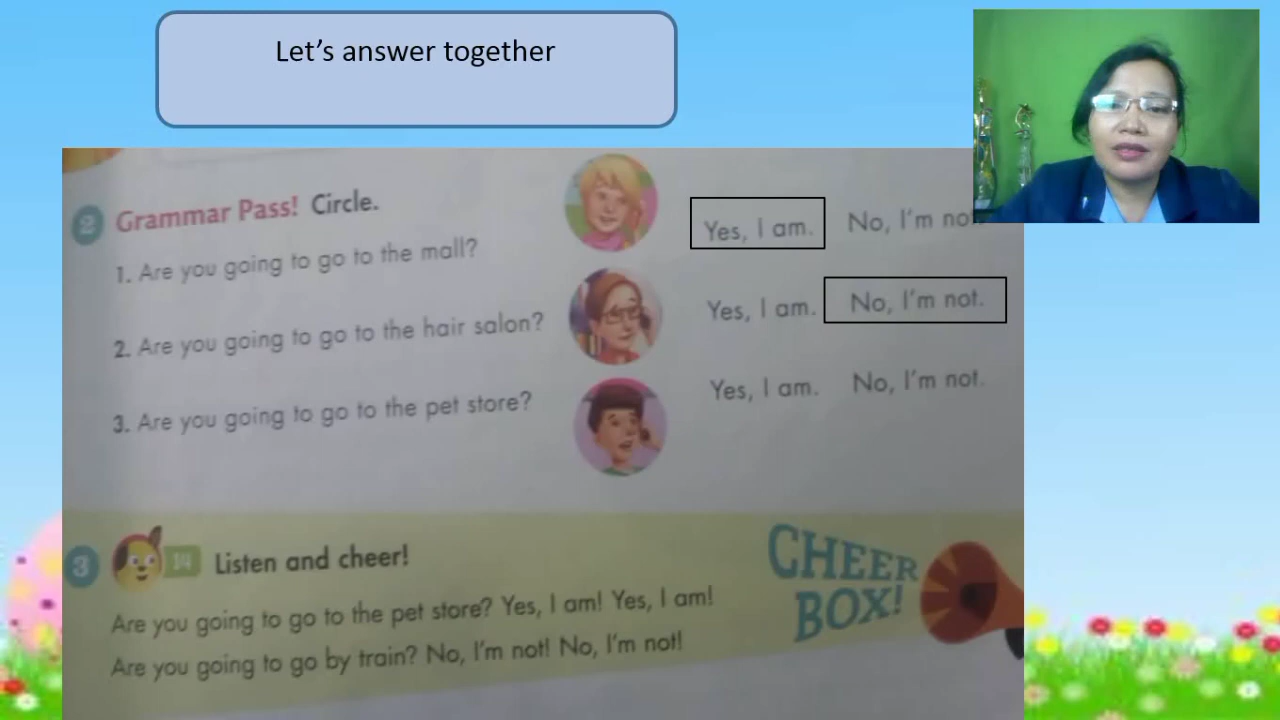 Let's answer together
2 Grammar Pass! Circle.
1. Are you going to go to the mall? Yes, I am. No, I'm
2. Are you going to go to the hair salon? Yes, I am. No, I'm not.
3. Are you going to go to the pet store? Yes, I am. No, I'm not.
3 14 Listen and cheer!
CHEER
BOX!
Are you going to go to the pet store? Yes, I am! Yes, I am!
Are you going to go by train? No, I'm not! No, I'm not!